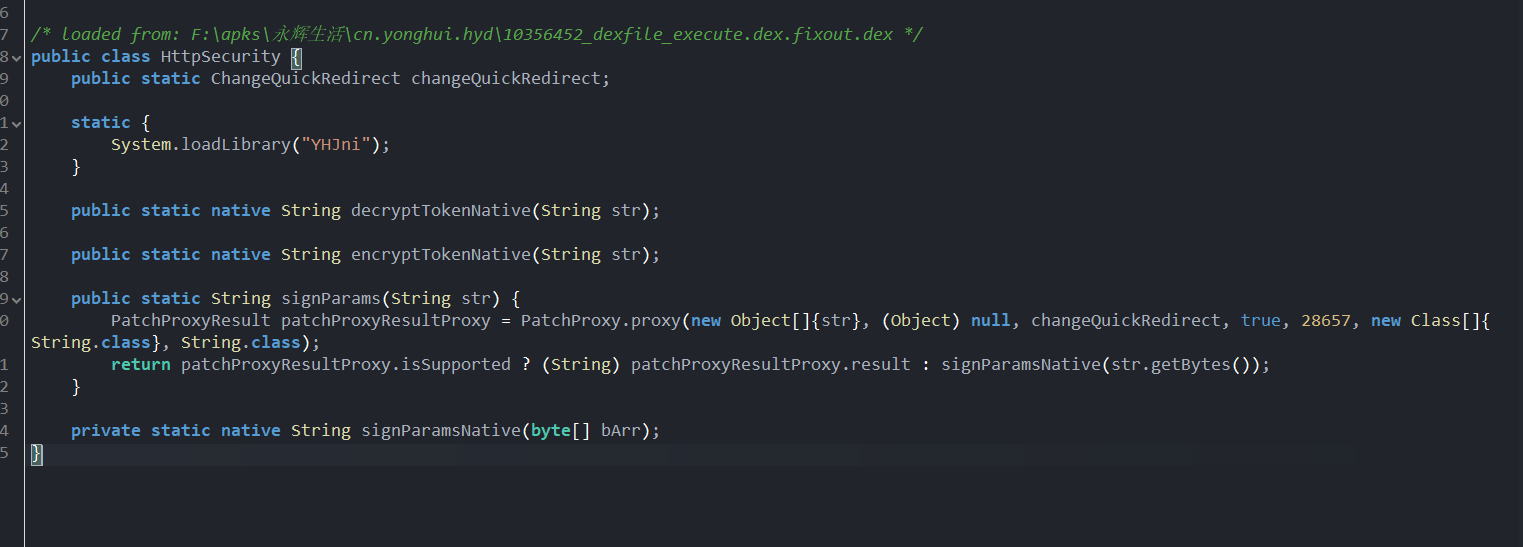 6
7 /* loaded from: F:\apks\永辉生活\cn.yonghui.hyd\10356452_dexfile_execute.dex.fixout.dex */
8 public class HttpSecurity {
9     public static ChangeQuickRedirect changeQuickRedirect;
0
1     static {
2         System.loadLibrary("YHJni");
3     }
4
5     public static native String decryptTokenNative(String str);
6
7     public static native String encryptTokenNative(String str);
8
9     public static String signParams(String str) {
0         PatchProxyResult patchProxyResultProxy = PatchProxy.proxy(new Object[]{str}, (Object) null, changeQuickRedirect, true, 28657, new Class[]{
String.class}, String.class);
1         return patchProxyResultProxy.isSupported ? (String) patchProxyResultProxy.result : signParamsNative(str.getBytes());
2     }
3
4     private static native String signParamsNative(byte[] bArr);
5 }